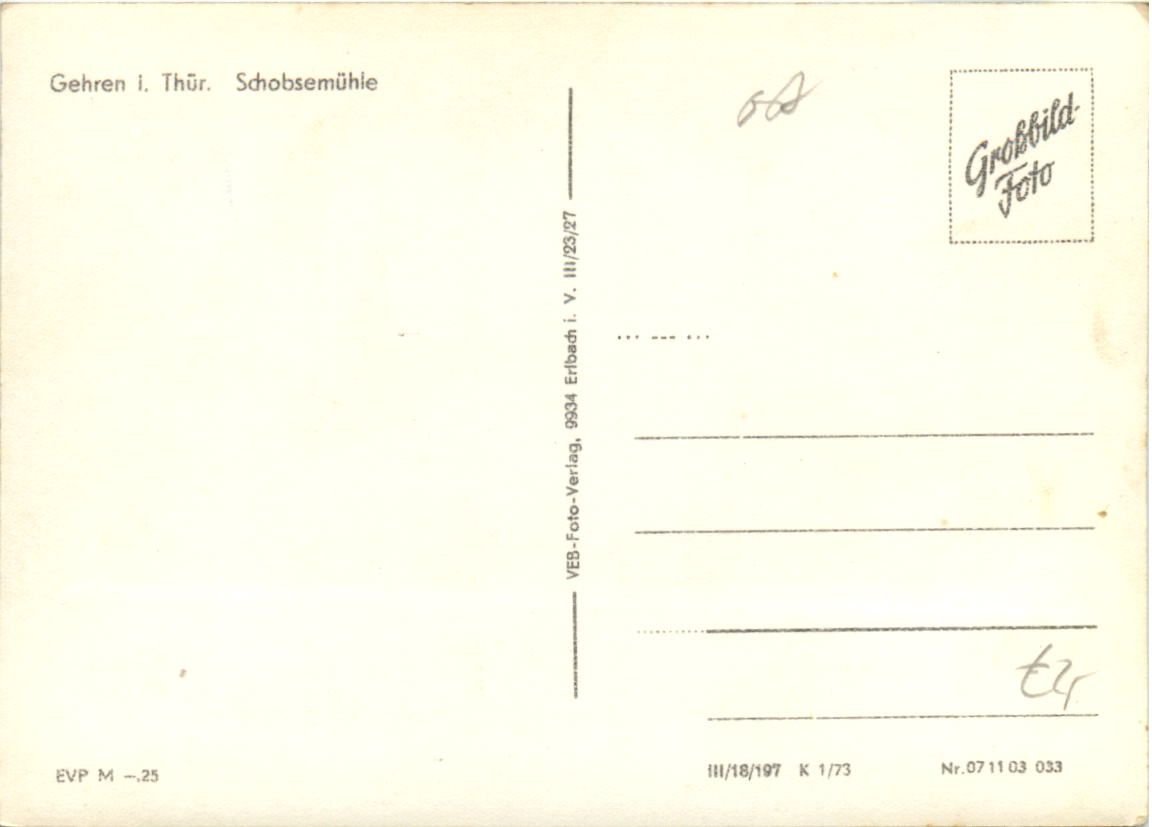 Gehren i. Thür. Schobsemühle
Großbild-
Foto
VEB-Foto-Verlag, 9934 Erlbach i. V. III/23/27
... --- ...
EVP M –.25
III/18/197 K 1/73
Nr. 07 11 03 033